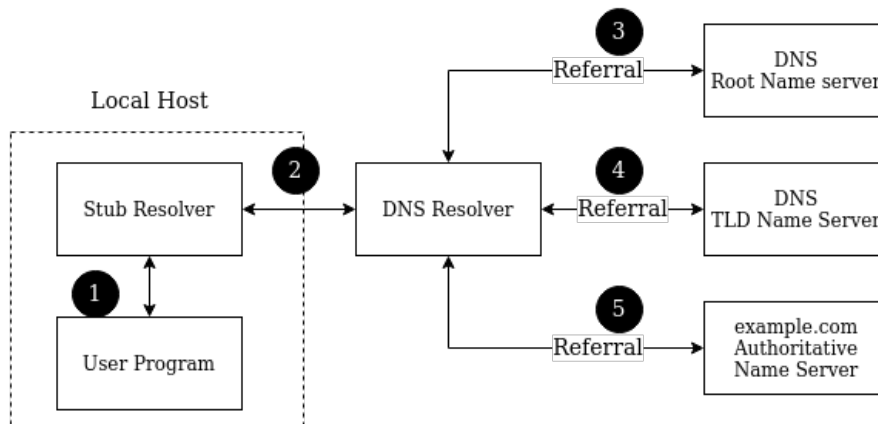 3
Referral
DNS
Root Name server
Local Host
2
Stub Resolver
DNS Resolver
4
Referral
DNS
TLD Name Server
1
User Program
5
Referral
example.com
Authoritative
Name Server